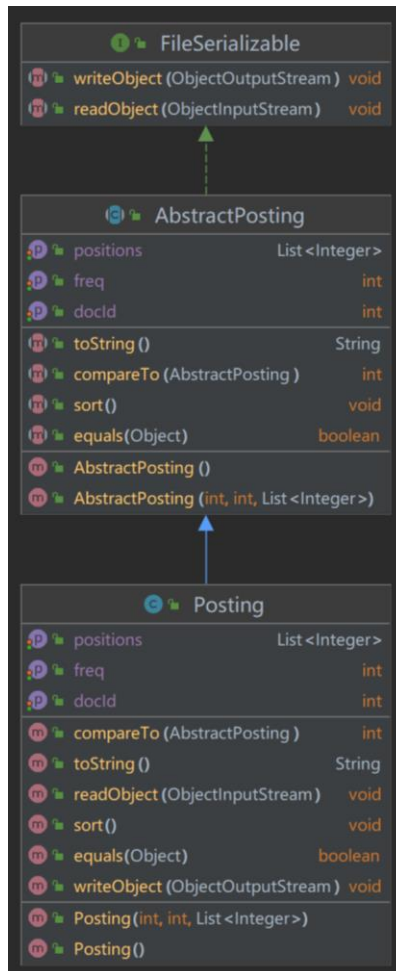 FileSerializable
writeObject (ObjectOutputStream) void
readObject (ObjectInputStream) void
AbstractPosting
positions List<Integer>
freq int
docId int
toString () String
compareTo (AbstractPosting ) int
sort() void
equals(Object) boolean
AbstractPosting ()
AbstractPosting (int, int, List<Integer>)
Posting
positions List<Integer>
freq int
docId int
compareTo (AbstractPosting ) int
toString () String
readObject (ObjectInputStream) void
sort() void
equals(Object) boolean
writeObject (ObjectOutputStream) void
Posting(int, int, List<Integer>)
Posting()